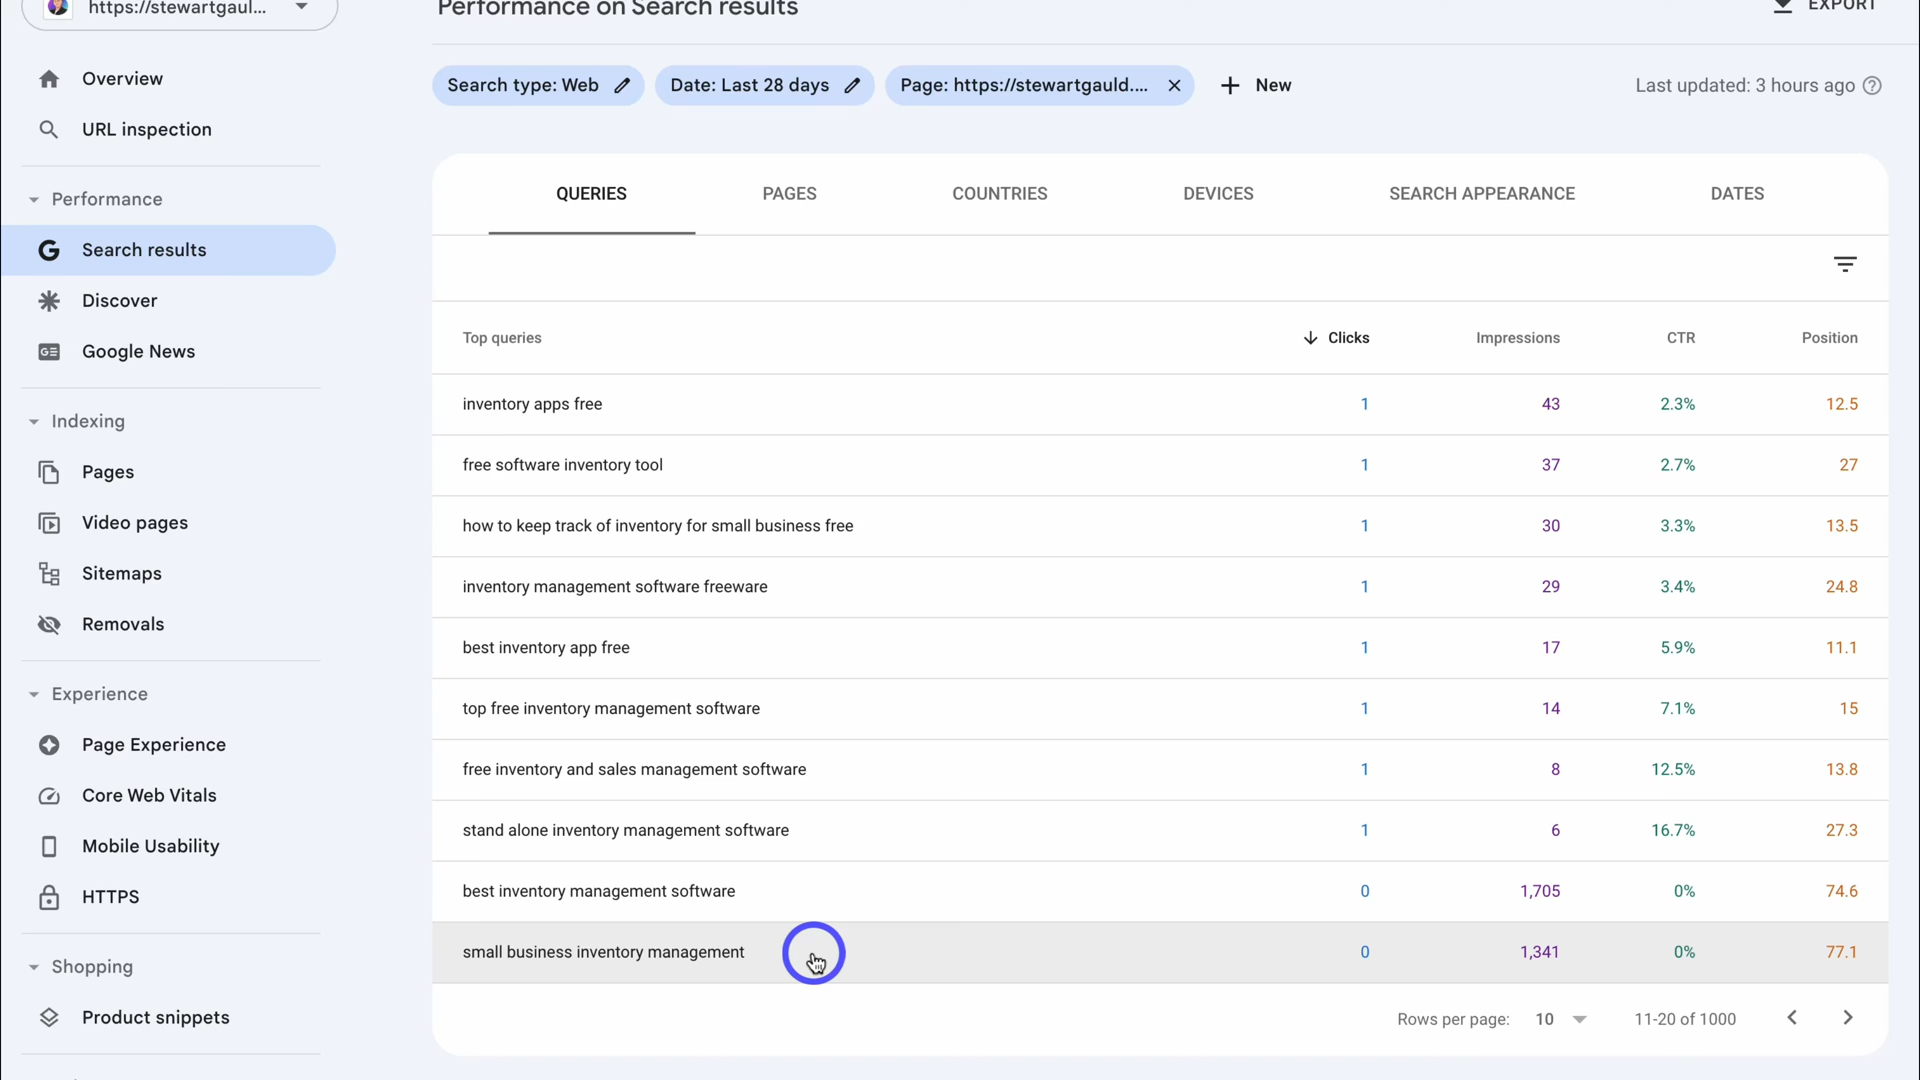 https://stewartgaul...
Performance on Search results
EXPORT
Overview
URL inspection
Performance
Search results
Discover
Google News
Indexing
Pages
Video pages
Sitemaps
Removals
Experience
Page Experience
Core Web Vitals
Mobile Usability
HTTPS
Shopping
Product snippets
Search type: Web
Date: Last 28 days
Page: https://stewartgauld....
New
Last updated: 3 hours ago
QUERIES PAGES COUNTRIES DEVICES SEARCH APPEARANCE DATES
Top queries Clicks Impressions CTR Position
inventory apps free 1 43 2.3% 12.5
free software inventory tool 1 37 2.7% 27
how to keep track of inventory for small business free 1 30 3.3% 13.5
inventory management software freeware 1 29 3.4% 24.8
best inventory app free 1 17 5.9% 11.1
top free inventory management software 1 14 7.1% 15
free inventory and sales management software 1 8 12.5% 13.8
stand alone inventory management software 1 6 16.7% 27.3
best inventory management software 0 1,705 0% 74.6
small business inventory management 0 1,341 0% 77.1
Rows per page: 10 11-20 of 1000